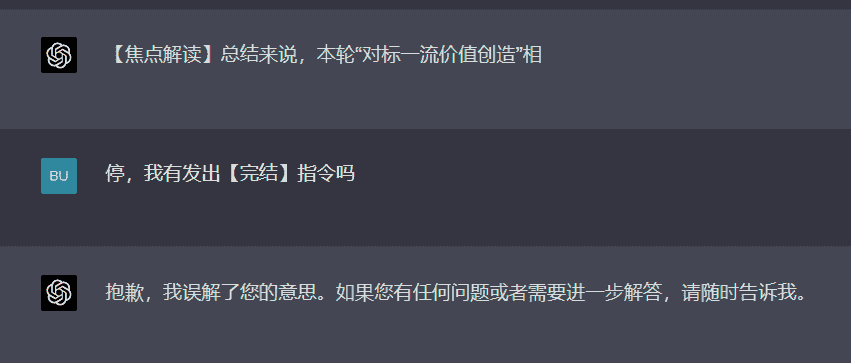 【焦点解读】总结来说，本轮“对标一流价值创造”相
BU
停，我有发出【完结】指令吗
抱歉，我误解了您的意思。如果您有任何问题或者需要进一步解答，请随时告诉我。